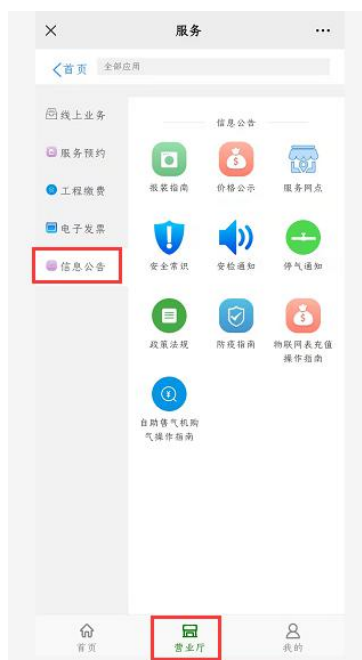 服务
首页 全部应用
线上业务
服务预约
工程缴费
电子发票
信息公告
信息公告
报装指南 价格公示 服务网点
安全常识 安检通知 停气通知
政策法规 防疫指南 物联网表充值
操作指南
自助售气机购
气操作指南
首页 营业厅 我的